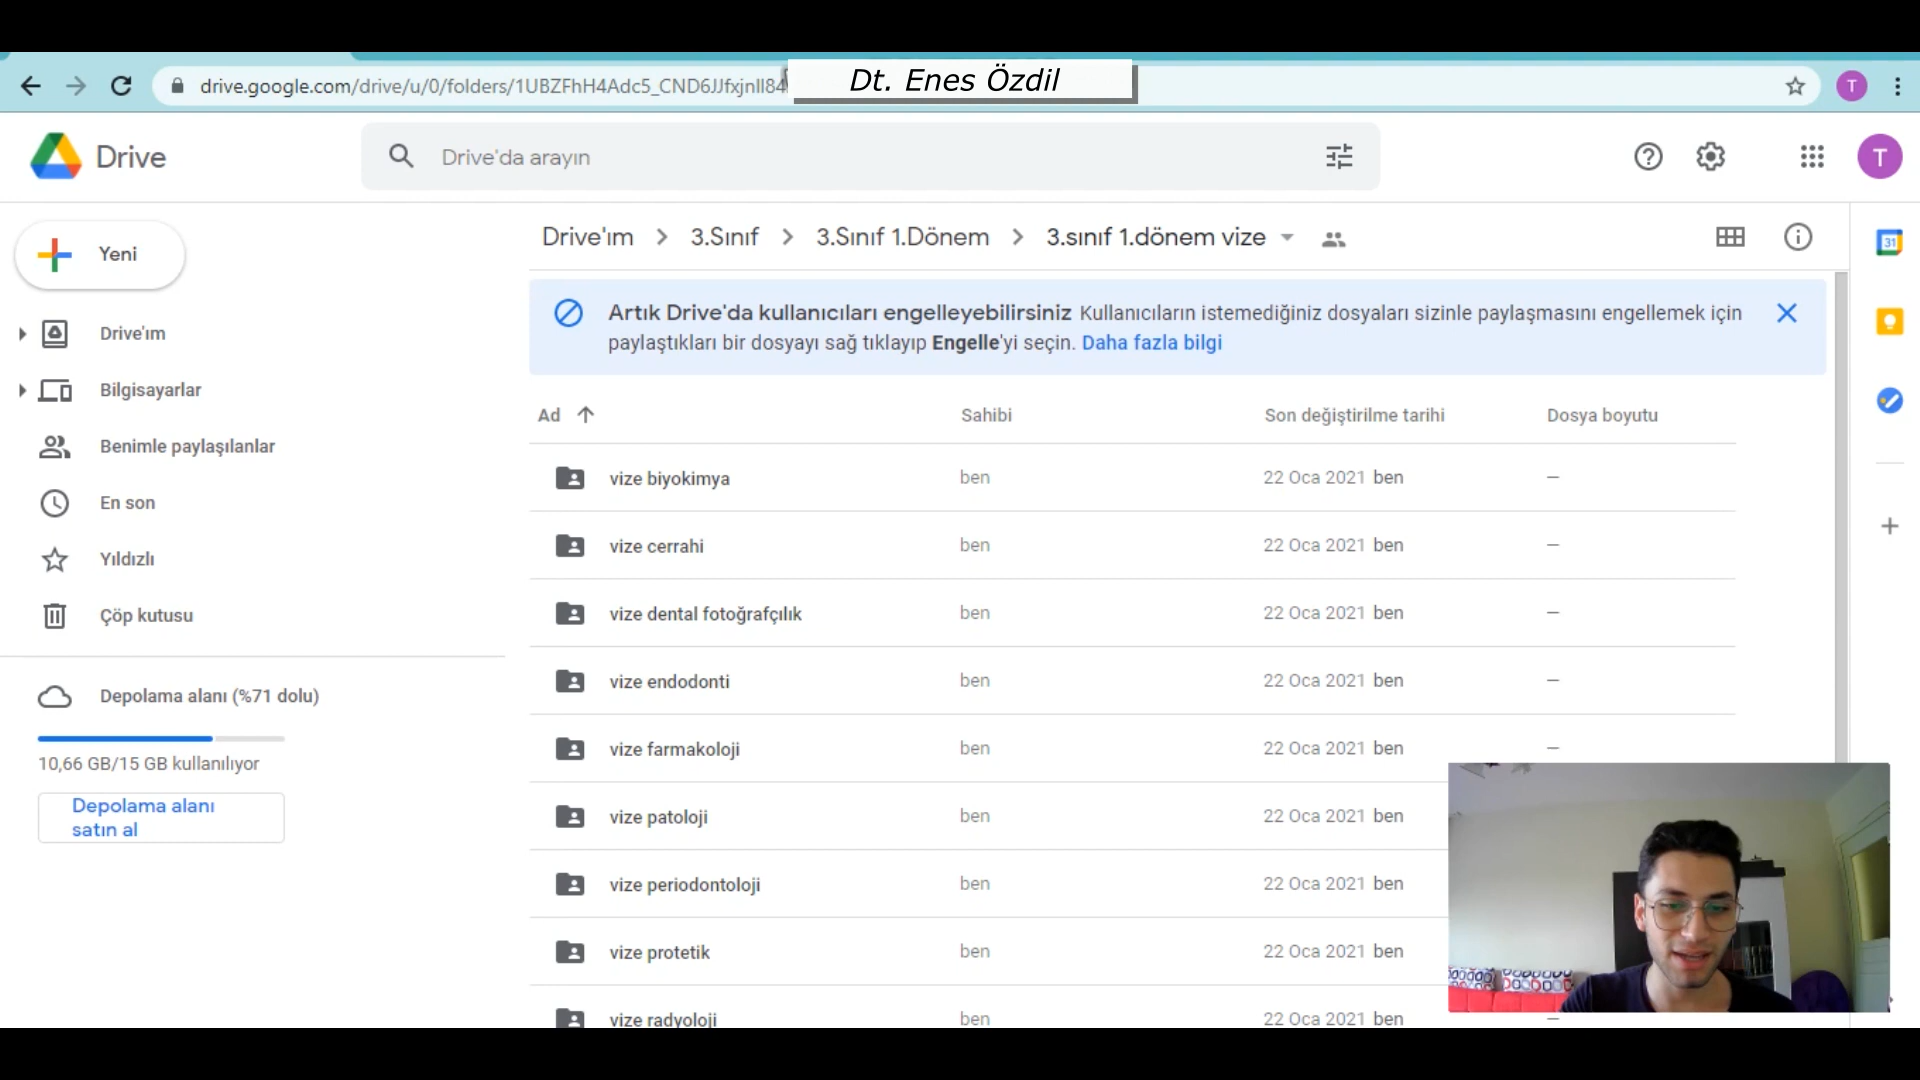 drive.google.com/drive/u/0/folders/1UBZFhH4Adc5_CND6JJfxjnII84
Dt. Enes Özdil
T
Drive
Drive'da arayın
T
Yeni
Drive'ım
Bilgisayarlar
Benimle paylaşılanlar
En son
Yıldızlı
Çöp kutusu
Depolama alanı (%71 dolu)
10,66 GB/15 GB kullanılıyor
Depolama alanı
satın al
Drive'ım > 3.Sınıf > 3.Sınıf 1.Dönem > 3.sınıf 1.dönem vize
Artık Drive'da kullanıcıları engelleyebilirsiniz Kullanıcıların istemediğiniz dosyaları sizinle paylaşmasını engellemek için
paylaştıkları bir dosyayı sağ tıklayıp Engelle'yi seçin. Daha fazla bilgi
Ad Sahibi Son değiştirilme tarihi Dosya boyutu
vize biyokimya ben 22 Oca 2021 ben —
vize cerrahi ben 22 Oca 2021 ben —
vize dental fotoğrafçılık ben 22 Oca 2021 ben —
vize endodonti ben 22 Oca 2021 ben —
vize farmakoloji ben 22 Oca 2021 ben —
vize patoloji ben 22 Oca 2021 ben
vize periodontoloji ben 22 Oca 2021 ben
vize protetik ben 22 Oca 2021 ben
vize radyoloji ben 22 Oca 2021 ben —
31